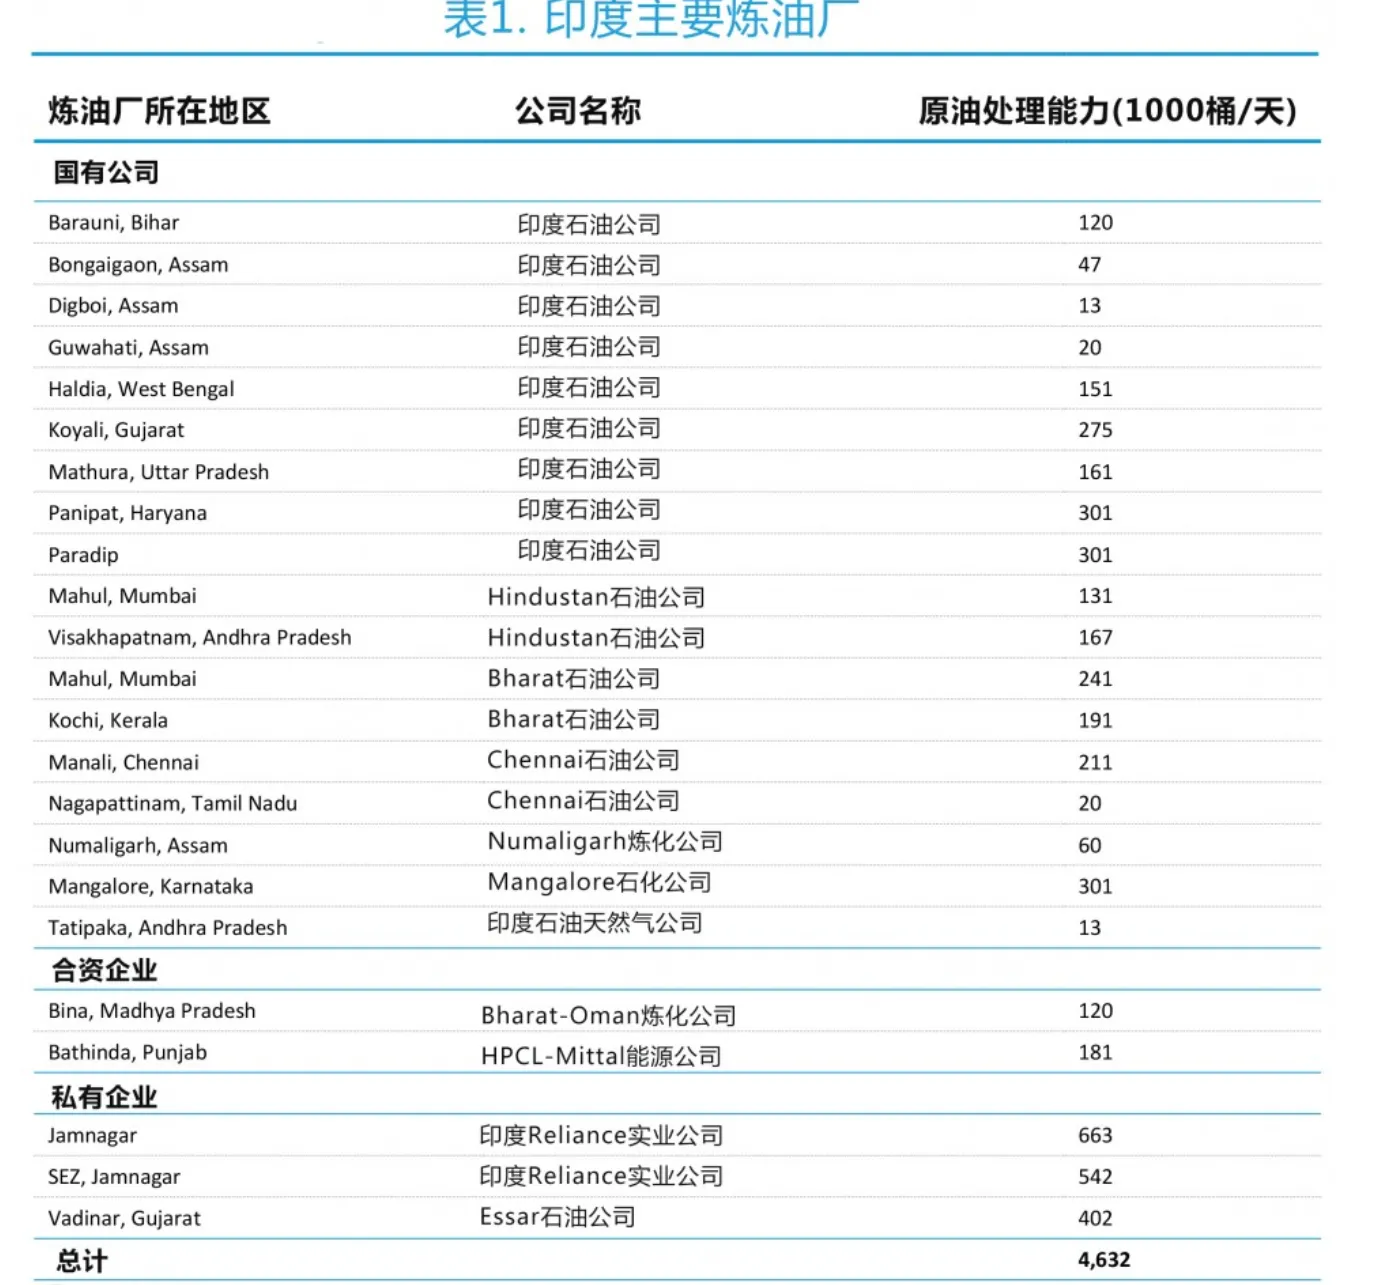 表1. 印度主要炼油厂
炼油厂所在地区 公司名称 原油处理能力(1000桶/天)
国有公司
Barauni, Bihar 印度石油公司 120
Bongaigaon, Assam 印度石油公司 47
Digboi, Assam 印度石油公司 13
Guwahati, Assam 印度石油公司 20
Haldia, West Bengal 印度石油公司 151
Koyali, Gujarat 印度石油公司 275
Mathura, Uttar Pradesh 印度石油公司 161
Panipat, Haryana 印度石油公司 301
Paradip 印度石油公司 301
Mahul, Mumbai Hindustan石油公司 131
Visakhapatnam, Andhra Pradesh Hindustan石油公司 167
Mahul, Mumbai Bharat石油公司 241
Kochi, Kerala Bharat石油公司 191
Manali, Chennai Chennai石油公司 211
Nagapattinam, Tamil Nadu Chennai石油公司 20
Numaligarh, Assam Numaligarh炼化公司 60
Mangalore, Karnataka Mangalore石化公司 301
Tatipaka, Andhra Pradesh 印度石油天然气公司 13
合资企业
Bina, Madhya Pradesh Bharat-Oman炼化公司 120
Bathinda, Punjab HPCL-Mittal能源公司 181
私有企业
Jamnagar 印度Reliance实业公司 663
SEZ, Jamnagar 印度Reliance实业公司 542
Vadinar, Gujarat Essar石油公司 402
总计 4,632